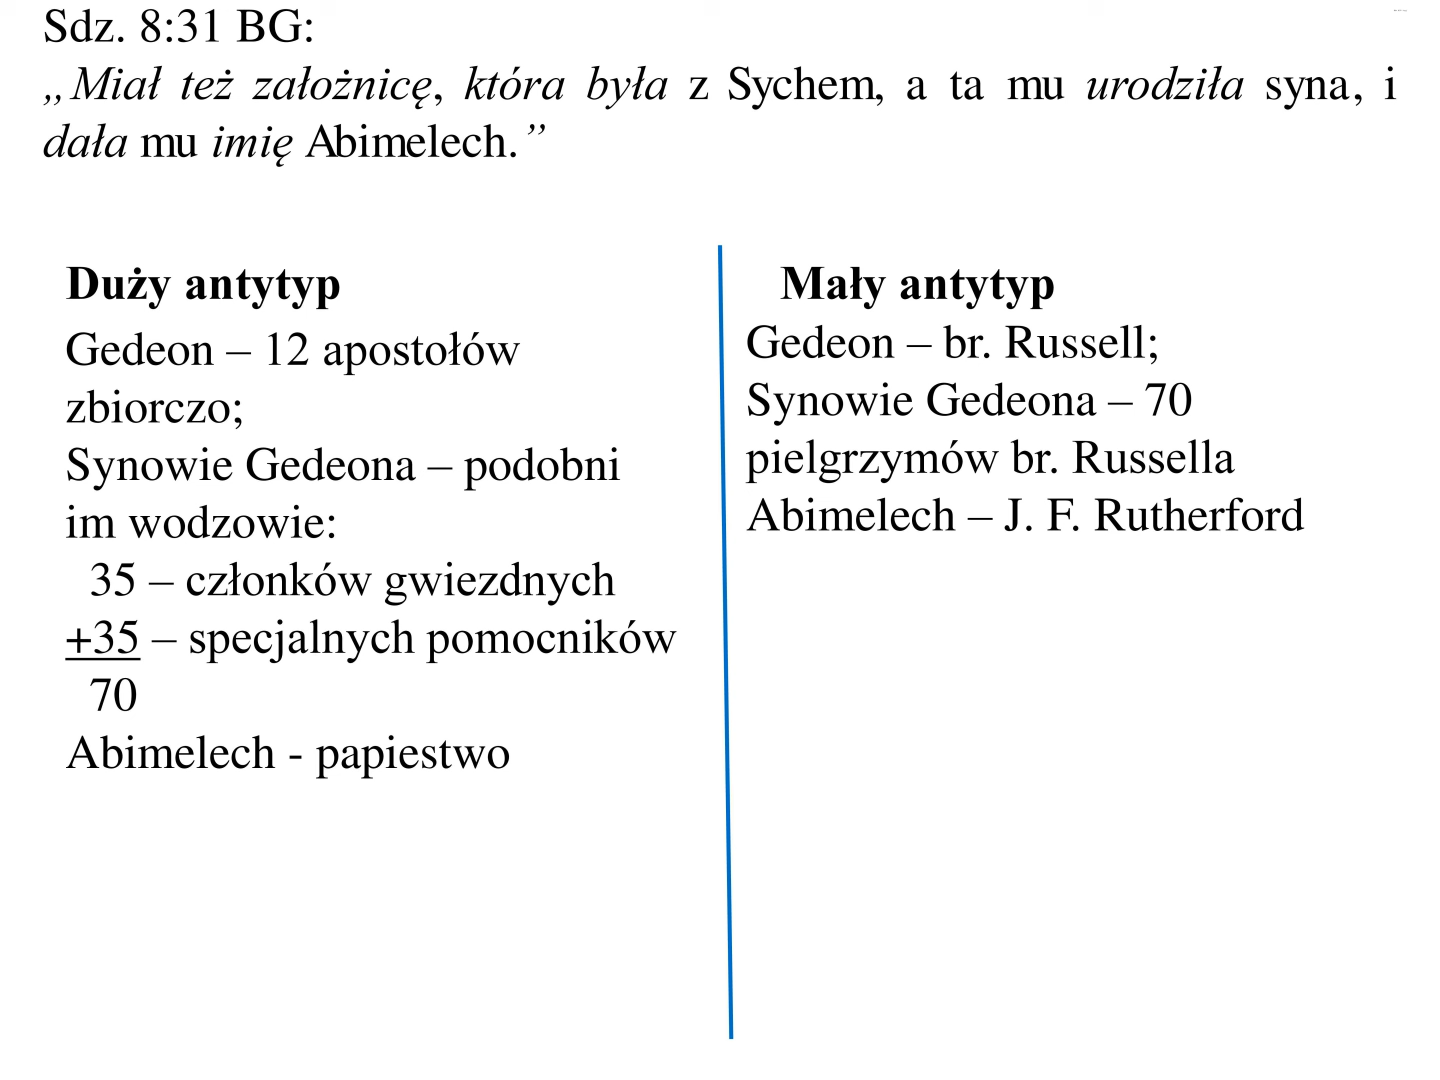 Sdz. 8:31 BG:
„Miał też założnicę, która była z Sychem, a ta mu urodziła syna, i
dała mu imię Abimelech.”
Duży antytyp
Gedeon – 12 apostołów
zbiorczo;
Synowie Gedeona – podobni
im wodzowie:
35 – członków gwiezdnych
+35 – specjalnych pomocników
70
Abimelech - papiestwo
Mały antytyp
Gedeon – br. Russell;
Synowie Gedeona – 70
pielgrzymów br. Russella
Abimelech – J. F. Rutherford